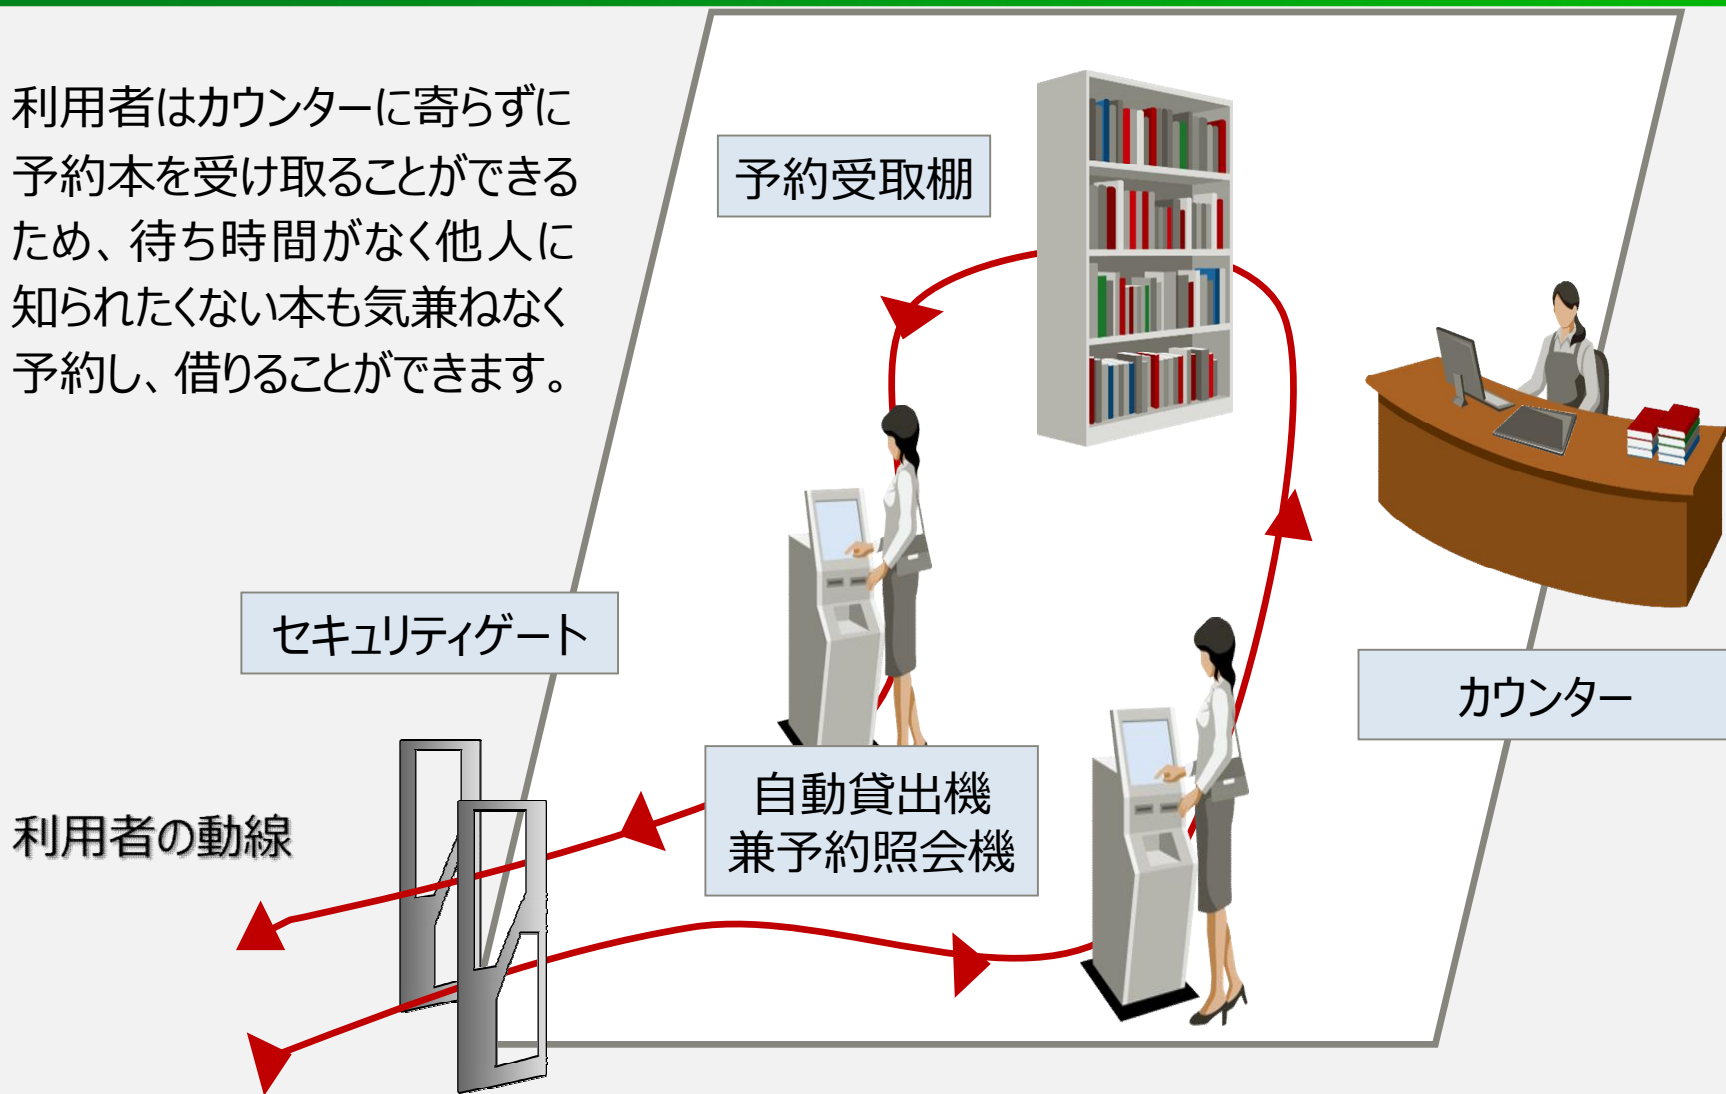 利用者はカウンターに寄らずに
予約本を受け取ることができる
ため、待ち時間がなく他人に
知られたくない本も気兼ねなく
予約し、借りることができます。
予約受取棚
セキュリティゲート
カウンター
自動貸出機
兼予約照会機
利用者の動線